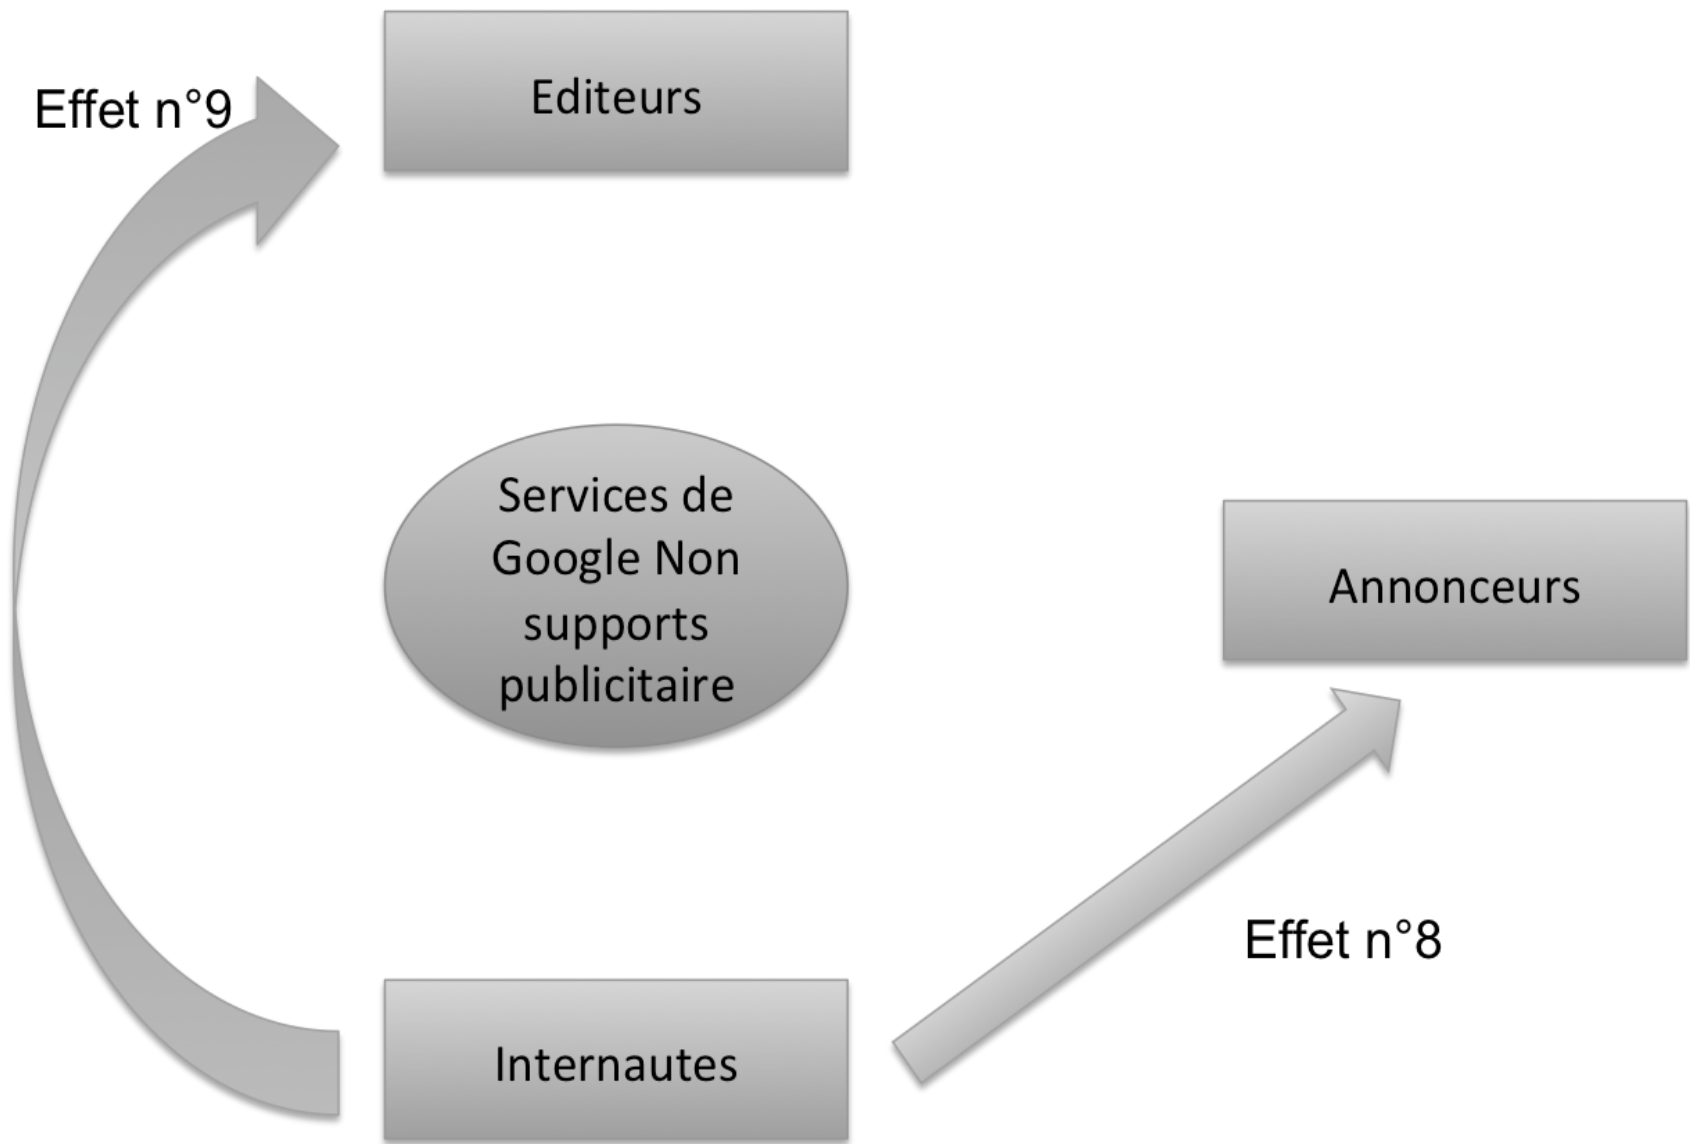 Editeurs
Effet n°9
Services de
Google Non
supports
publicitaire
Annonceurs
Effet n°8
Internautes